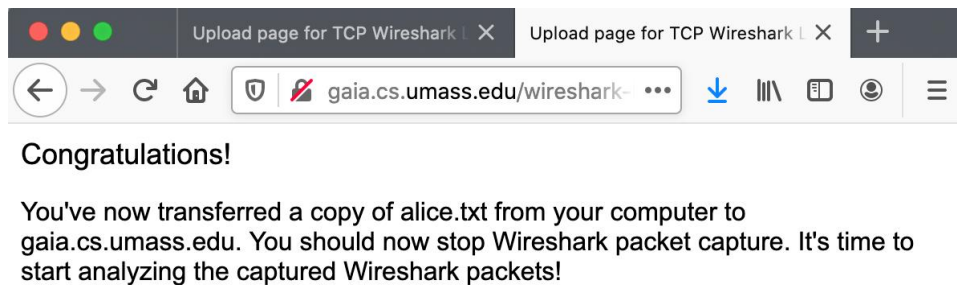 Upload page for TCP Wireshark L
Upload page for TCP Wireshark L
gaia.cs.umass.edu/wireshark-
Congratulations!
You've now transferred a copy of alice.txt from your computer to
gaia.cs.umass.edu. You should now stop Wireshark packet capture. It's time to
start analyzing the captured Wireshark packets!